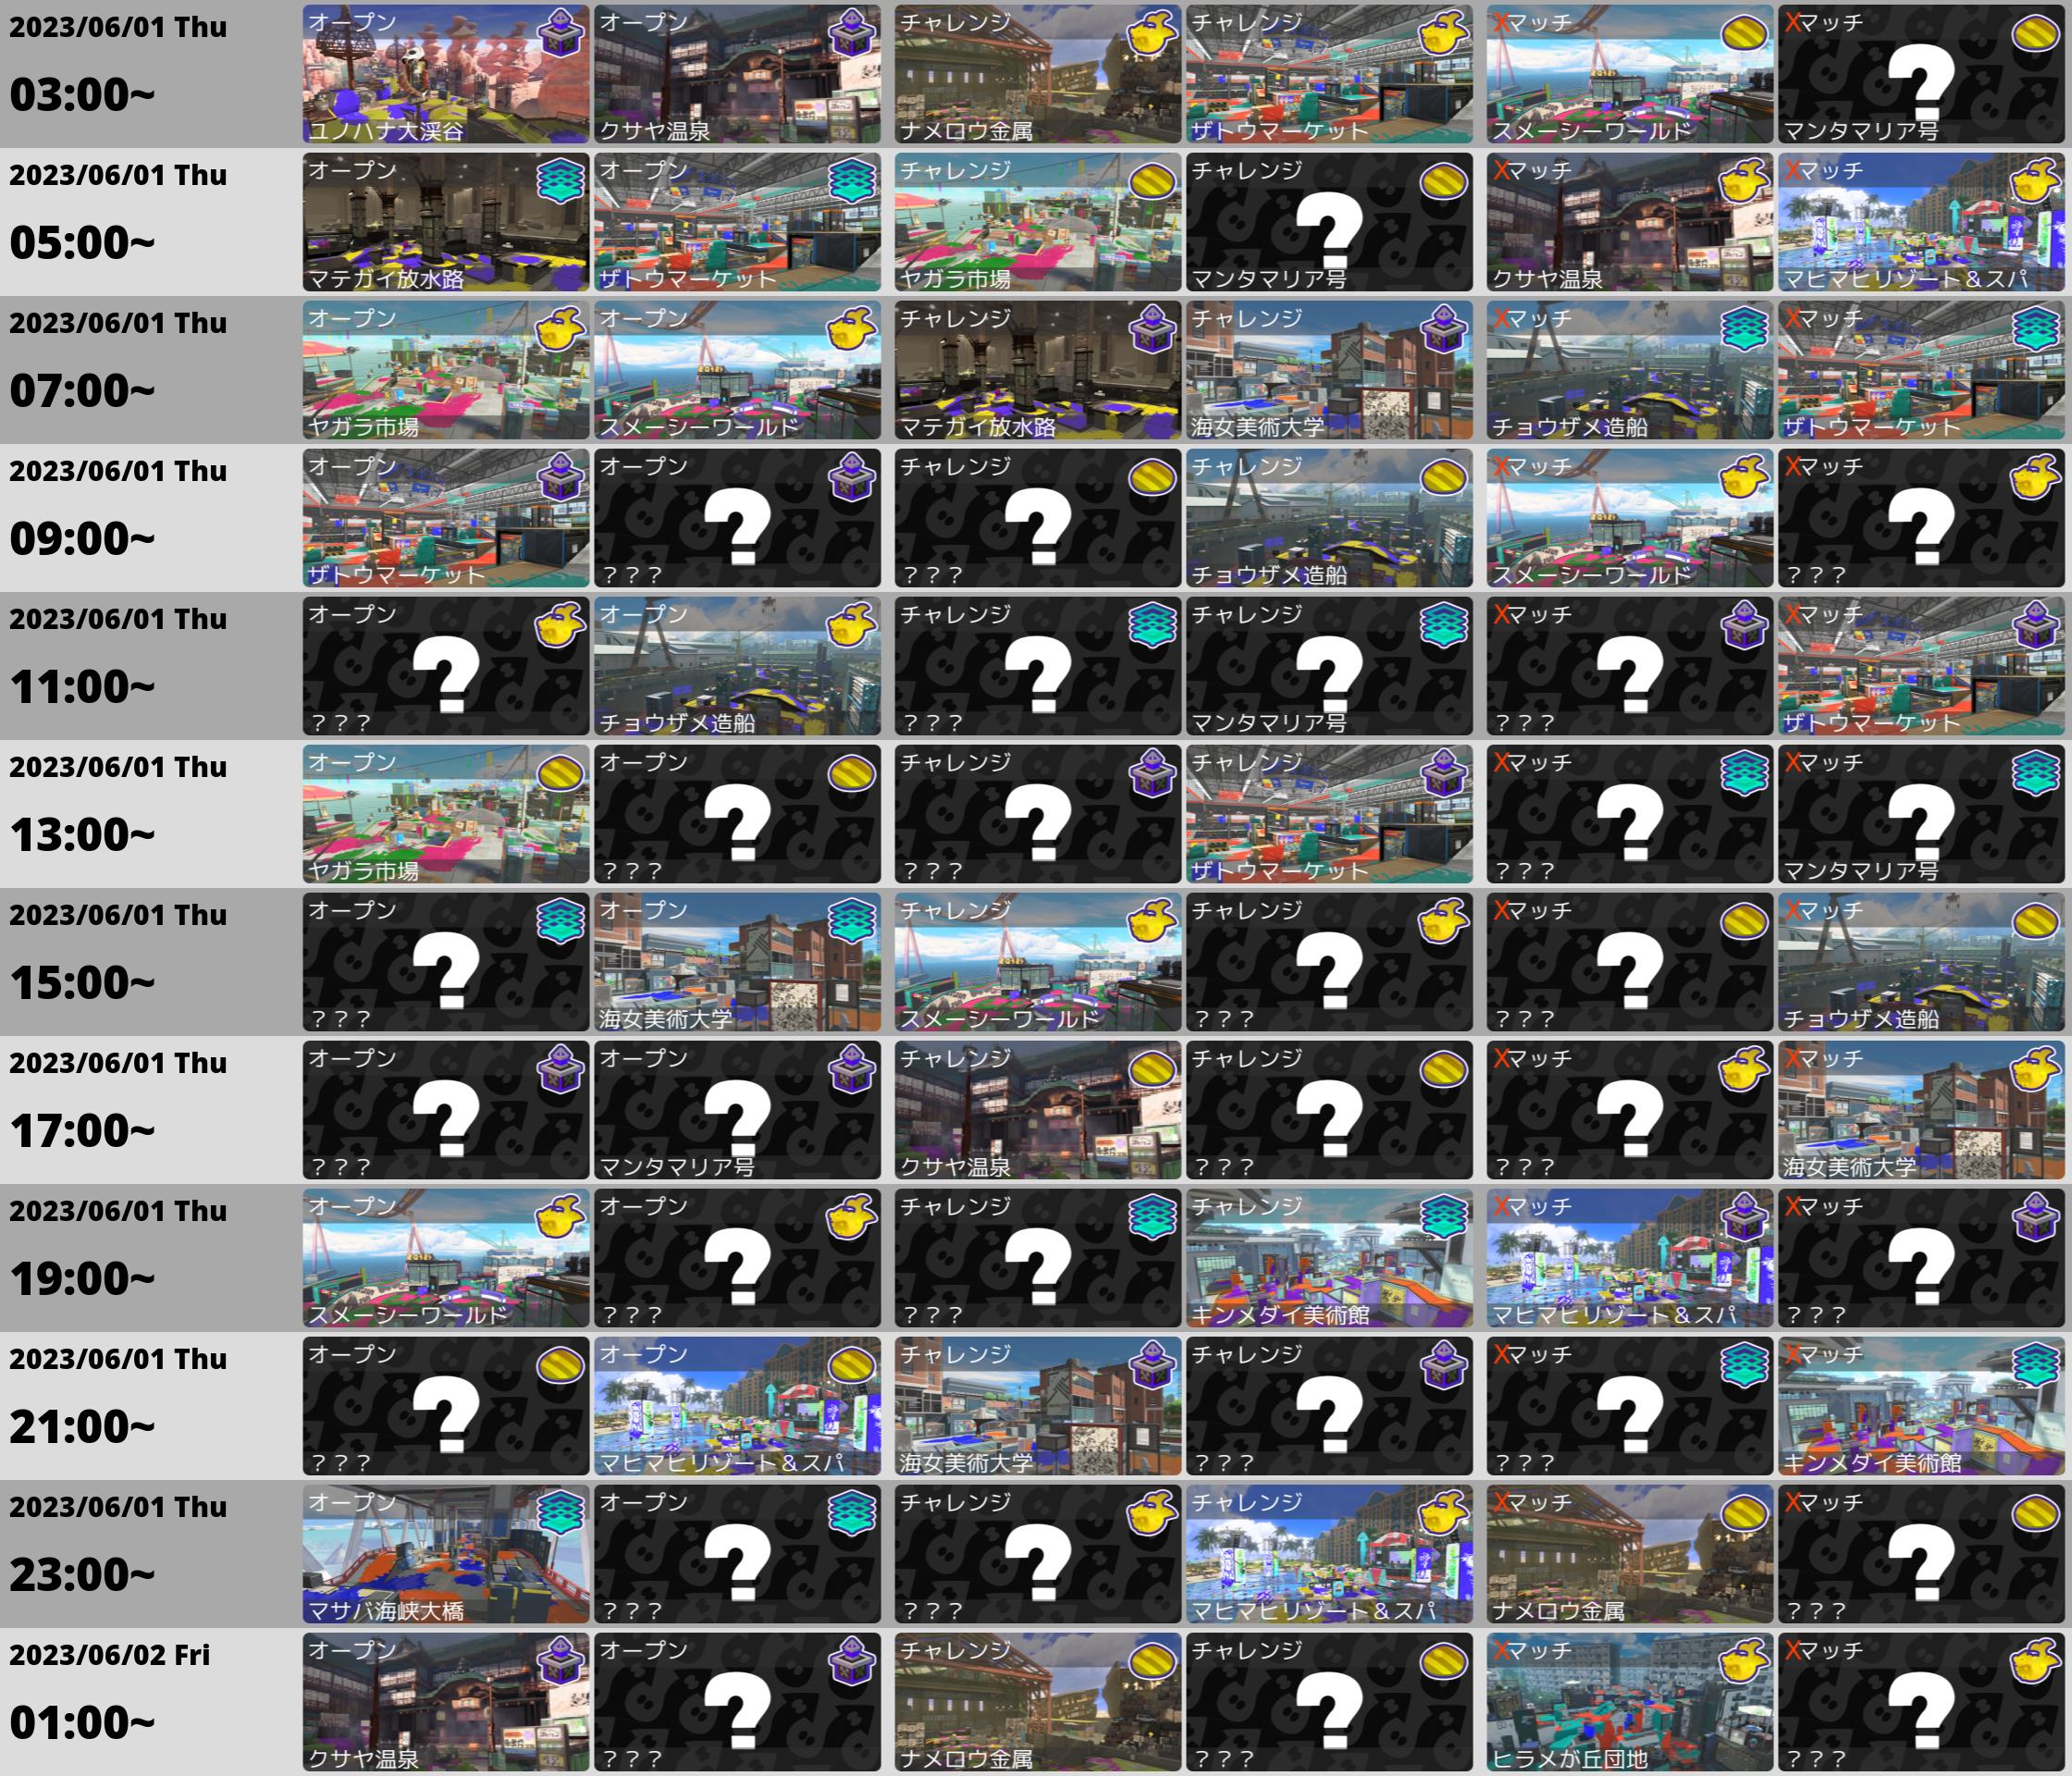 2023/06/01 Thu
03:00~
オープン
ユノハナ大渓谷
オープン
クサヤ温泉
チャレンジ
ナメロウ金属
チャレンジ
ザトウマーケット
Xマッチ
スメーシーワールド
Xマッチ
?
マンタマリア号
2023/06/01 Thu
05:00~
オープン
マテガイ放水路
オープン
ザトウマーケット
チャレンジ
ヤガラ市場
チャレンジ
?
マンタマリア号
Xマッチ
クサヤ温泉
Xマッチ
マヒマヒリゾート&スパ
2023/06/01 Thu
07:00~
オープン
ヤガラ市場
オープン
スメーシーワールド
チャレンジ
マテガイ放水路
チャレンジ
海女美術大学
Xマッチ
チョウザメ造船
Xマッチ
ザトウマーケット
2023/06/01 Thu
09:00~
オープン
ザトウマーケット
オープン
?
???
チャレンジ
?
???
チャレンジ
チョウザメ造船
Xマッチ
スメーシーワールド
Xマッチ
?
???
2023/06/01 Thu
11:00~
オープン
?
???
オープン
チョウザメ造船
チャレンジ
?
???
チャレンジ
?
マンタマリア号
Xマッチ
?
???
Xマッチ
ザトウマーケット
2023/06/01 Thu
13:00~
オープン
ヤガラ市場
オープン
?
???
チャレンジ
?
???
チャレンジ
ザトウマーケット
Xマッチ
?
???
Xマッチ
?
マンタマリア号
2023/06/01 Thu
15:00~
オープン
?
???
オープン
海女美術大学
チャレンジ
スメーシーワールド
チャレンジ
?
???
Xマッチ
?
???
Xマッチ
チョウザメ造船
2023/06/01 Thu
17:00~
オープン
?
???
オープン
?
マンタマリア号
チャレンジ
クサヤ温泉
チャレンジ
?
???
Xマッチ
?
???
Xマッチ
海女美術大学
2023/06/01 Thu
19:00~
オープン
スメーシーワールド
オープン
?
???
チャレンジ
?
???
チャレンジ
キンメダイ美術館
Xマッチ
マヒマヒリゾート&スパ
Xマッチ
?
???
2023/06/01 Thu
21:00~
オープン
?
???
オープン
マヒマヒリゾート&スパ
チャレンジ
海女美術大学
チャレンジ
?
???
Xマッチ
?
???
Xマッチ
キンメダイ美術館
2023/06/01 Thu
23:00~
オープン
マサバ海峡大橋
オープン
?
???
チャレンジ
?
???
チャレンジ
マヒマヒリゾート&スパ
Xマッチ
ナメロウ金属
Xマッチ
?
???
2023/06/02 Fri
01:00~
オープン
クサヤ温泉
オープン
?
???
チャレンジ
ナメロウ金属
チャレンジ
?
???
Xマッチ
ヒラメが丘団地
Xマッチ
?
???